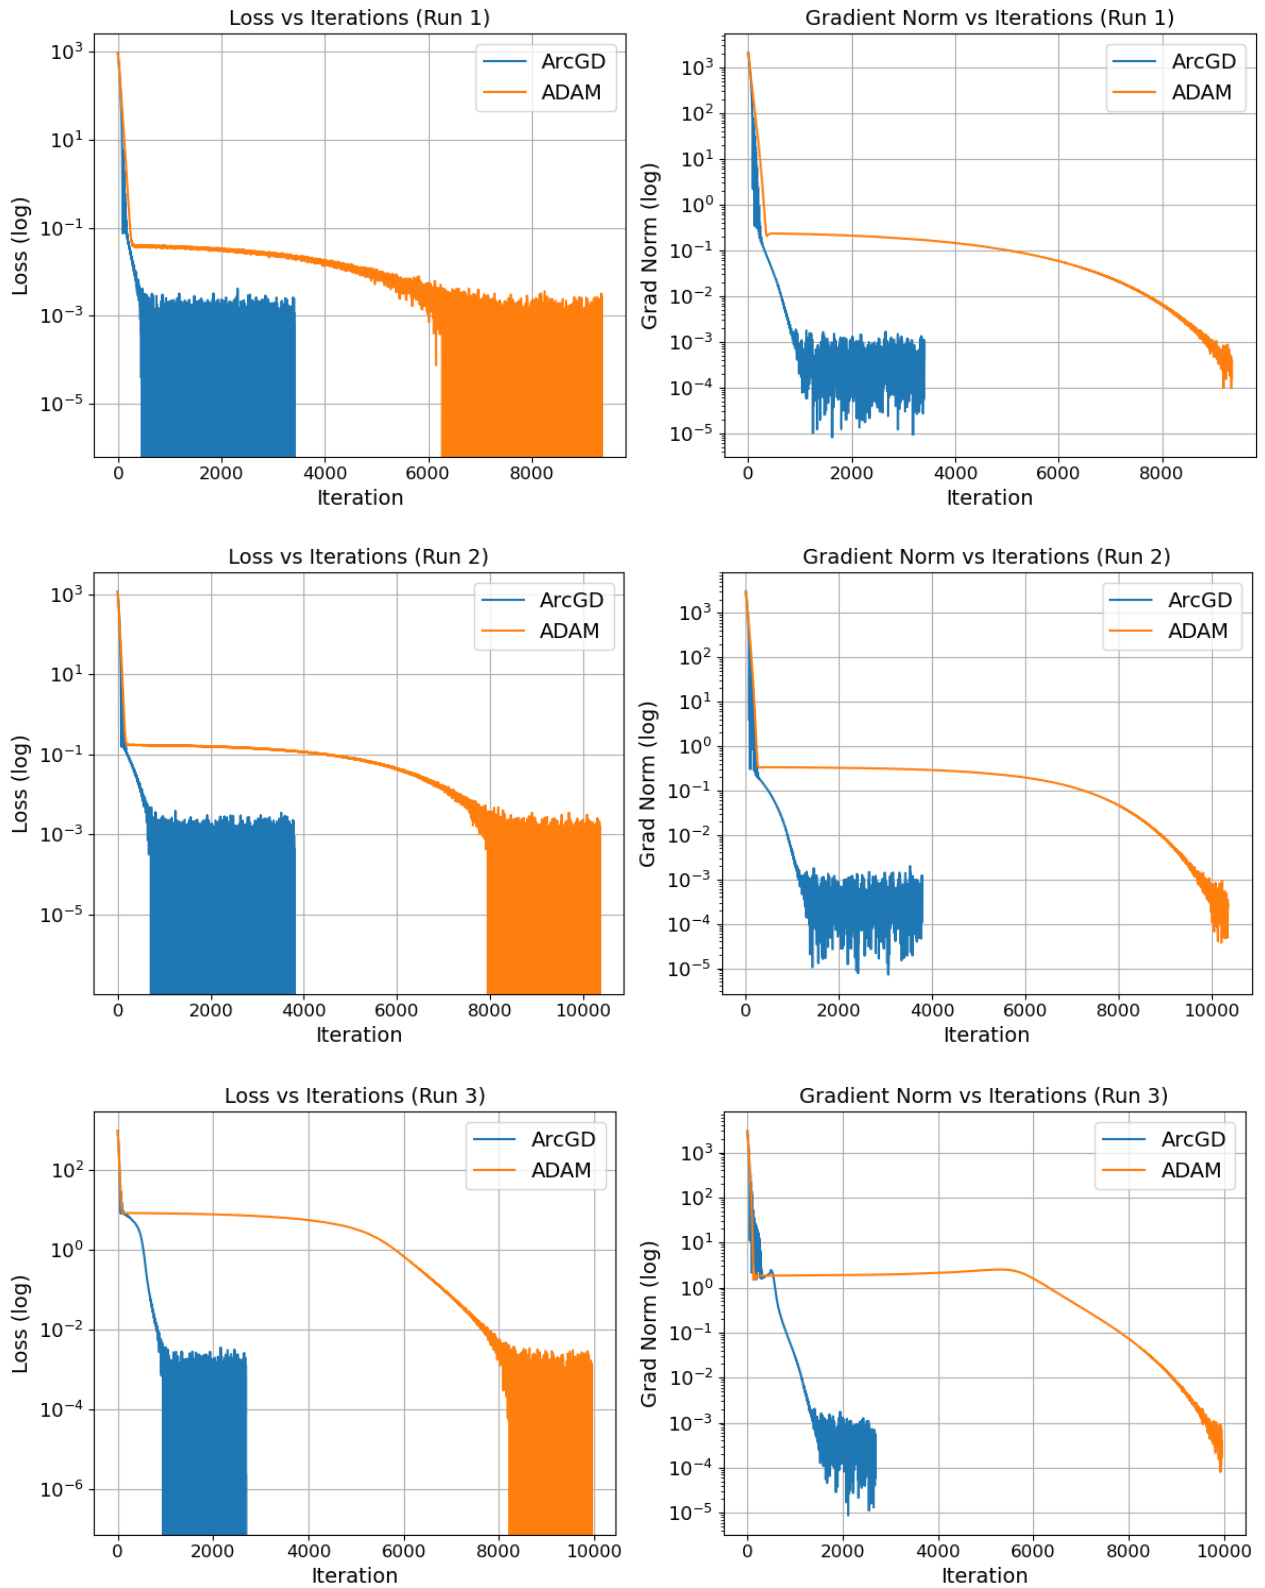 Loss vs Iterations (Run 1)
ArcGD
ADAM
Loss (log)
10³
10¹
10⁻¹
10⁻³
10⁻⁵
0 2000 4000 6000 8000
Iteration
Gradient Norm vs Iterations (Run 1)
ArcGD
ADAM
Grad Norm (log)
10³
10²
10¹
10⁰
10⁻¹
10⁻²
10⁻³
10⁻⁴
10⁻⁵
0 2000 4000 6000 8000
Iteration
Loss vs Iterations (Run 2)
ArcGD
ADAM
Loss (log)
10³
10¹
10⁻¹
10⁻³
10⁻⁵
0 2000 4000 6000 8000 10000
Iteration
Gradient Norm vs Iterations (Run 2)
ArcGD
ADAM
Grad Norm (log)
10³
10²
10¹
10⁰
10⁻¹
10⁻²
10⁻³
10⁻⁴
10⁻⁵
0 2000 4000 6000 8000 10000
Iteration
Loss vs Iterations (Run 3)
ArcGD
ADAM
Loss (log)
10²
10⁰
10⁻²
10⁻⁴
10⁻⁶
0 2000 4000 6000 8000 10000
Iteration
Gradient Norm vs Iterations (Run 3)
ArcGD
ADAM
Grad Norm (log)
10³
10²
10¹
10⁰
10⁻¹
10⁻²
10⁻³
10⁻⁴
10⁻⁵
0 2000 4000 6000 8000 10000
Iteration